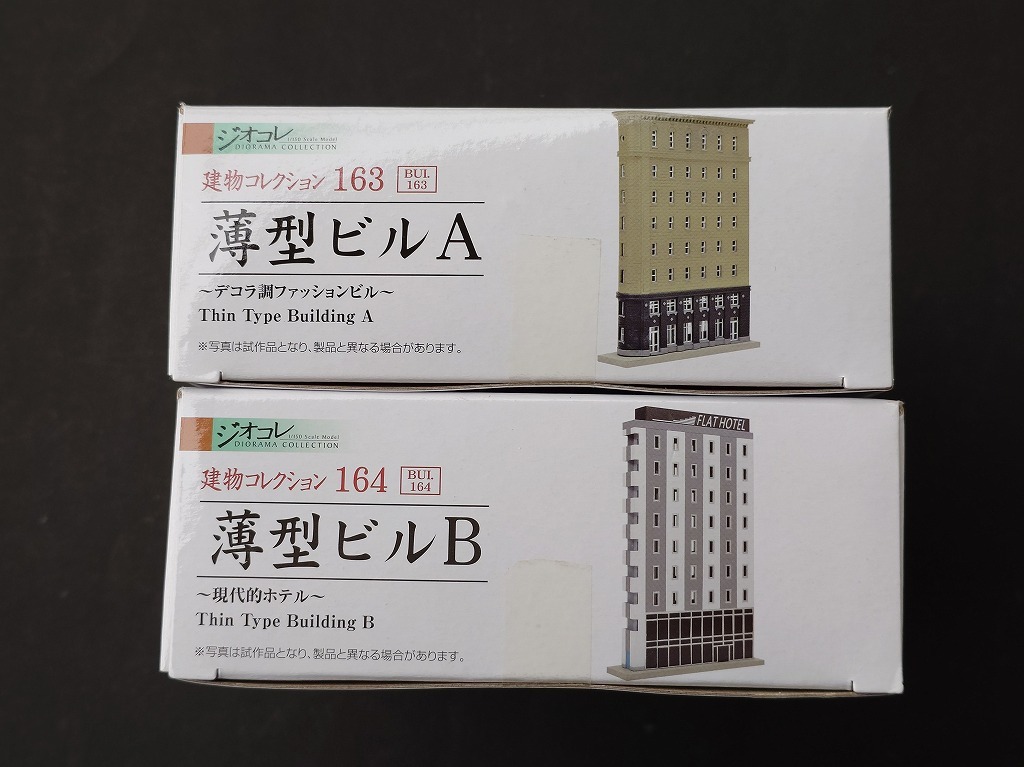 ジオコレ
1/150 Scale Model
DIORAMA COLLECTION
建物コレクション 163 BUI. 163
薄型ビルA
～デコラ調ファッションビル～
Thin Type Building A
※写真は試作品となり、製品と異なる場合があります。
FLAT HOTEL
ジオコレ
1/150 Scale Model
DIORAMA COLLECTION
建物コレクション 164 BUI. 164
薄型ビルB
～現代的ホテル～
Thin Type Building B
※写真は試作品となり、製品と異なる場合があります。